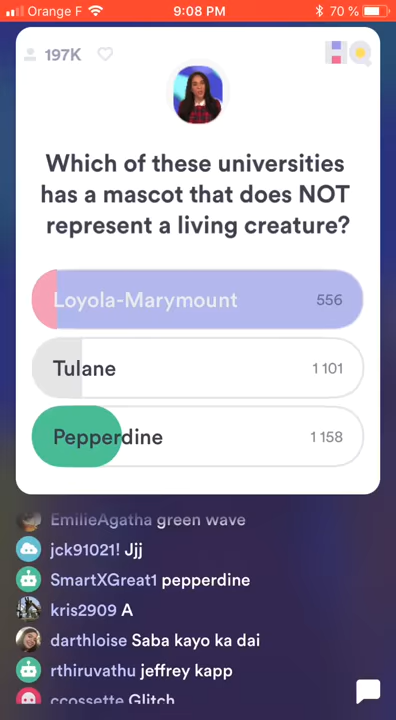 Orange F 9:08 PM 70 %
197K
Which of these universities
has a mascot that does NOT
represent a living creature?
Loyola-Marymount 556
Tulane 1 101
Pepperdine 1 158
EmilieAgatha green wave
jck91021! Jjj
SmartXGreat1 pepperdine
kris2909 A
darthloise Saba kayo ka dai
rthiruvathu jeffrey kapp
ccossette Glitch